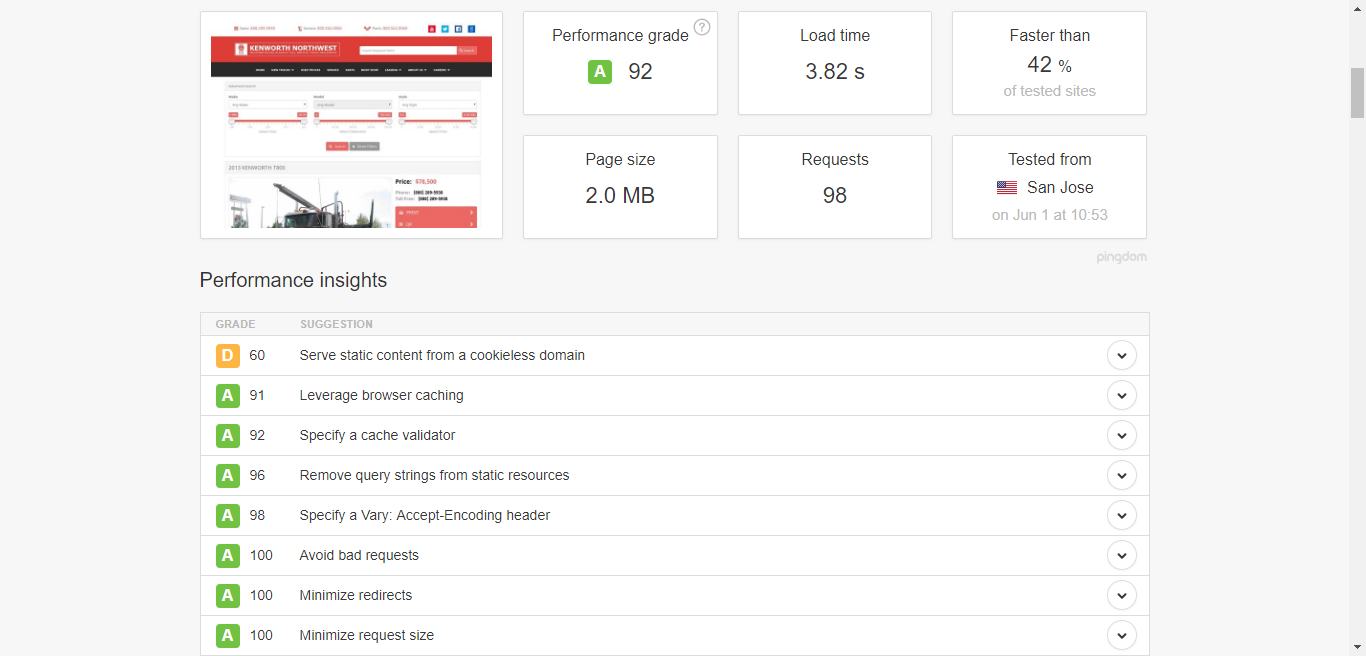 KENWORTH NORTHWEST
2013 KENWORTH T800
Price: $78,500
Performance grade ?
A 92
Load time
3.82 s
Faster than
42 %
of tested sites
Page size
2.0 MB
Requests
98
Tested from
San Jose
on Jun 1 at 10:53
pingdom
Performance insights
GRADE SUGGESTION
D 60 Serve static content from a cookieless domain
A 91 Leverage browser caching
A 92 Specify a cache validator
A 96 Remove query strings from static resources
A 98 Specify a Vary: Accept-Encoding header
A 100 Avoid bad requests
A 100 Minimize redirects
A 100 Minimize request size